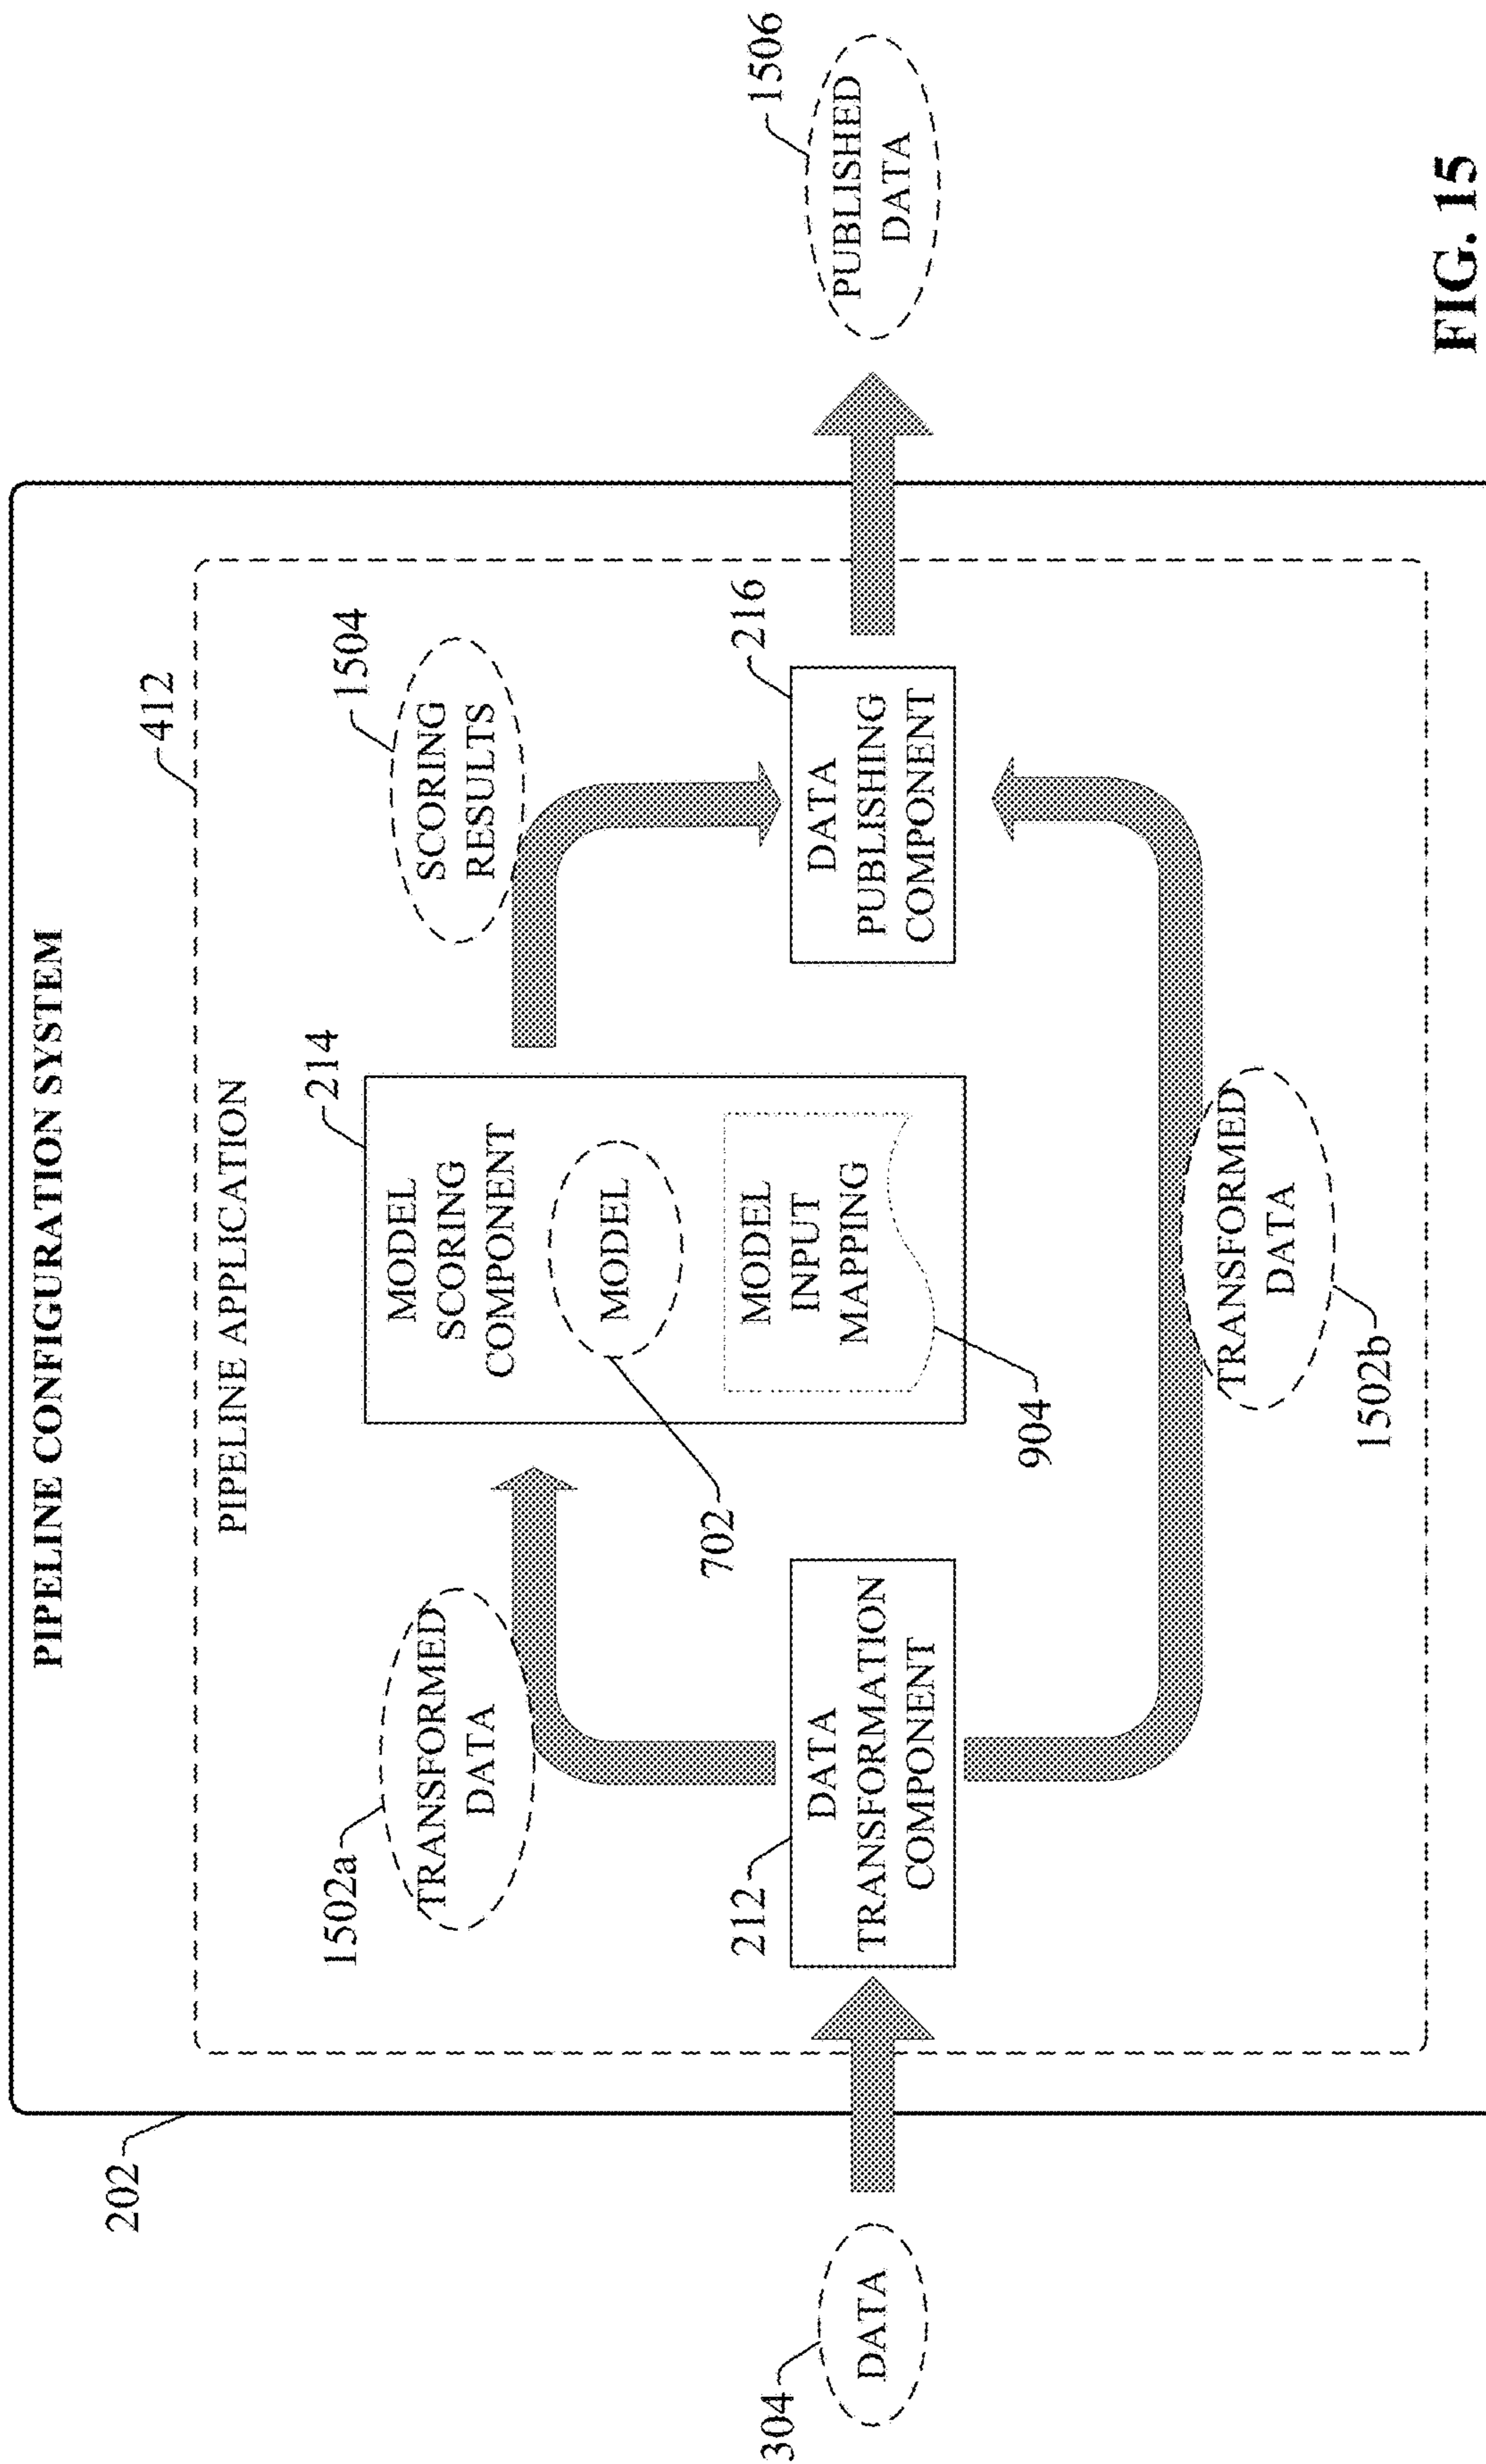 PIPELINE CONFIGURATION SYSTEM
202
412
PIPELINE APPLICATION
1502a
TRANSFORMED
DATA
214
MODEL
SCORING
COMPONENT
MODEL
702
MODEL
INPUT
MAPPING
904
1504
SCORING
RESULTS
304
DATA
212
DATA
TRANSFORMATION
COMPONENT
216
DATA
PUBLISHING
COMPONENT
1506
PUBLISHED
DATA
TRANSFORMED
DATA
1502b
FIG. 15